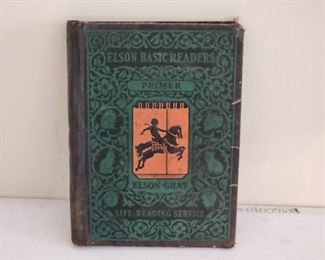 ELSON BASIC READERS
PRIMER
ELSON-GRAY
LIFE-READING SERVICE